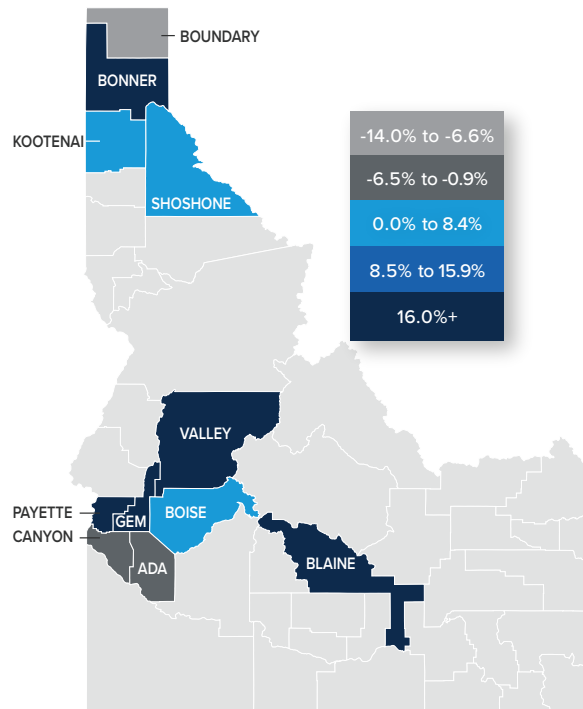 BOUNDARY
BONNER
KOOTENAI
SHOSHONE
-14.0% to -6.6%
-6.5% to -0.9%
0.0% to 8.4%
8.5% to 15.9%
16.0%+
VALLEY
PAYETTE
GEM
BOISE
CANYON
ADA
BLAINE